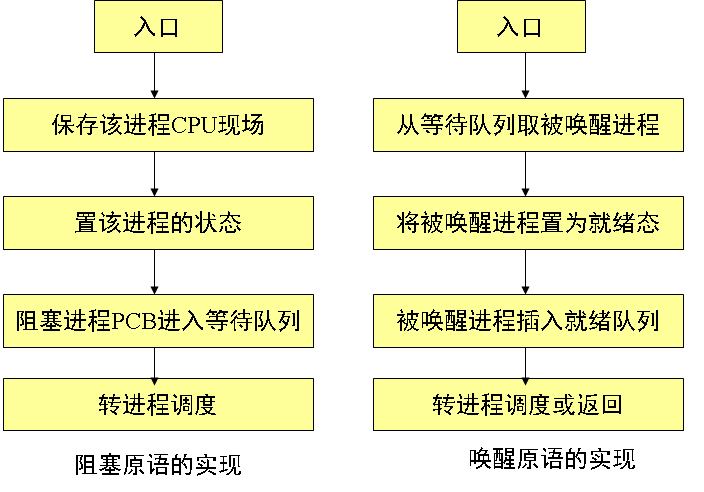 入口
保存该进程CPU现场
置该进程的状态
阻塞进程PCB进入等待队列
转进程调度
阻塞原语的实现
入口
从等待队列取被唤醒进程
将被唤醒进程置为就绪态
被唤醒进程插入就绪队列
转进程调度或返回
唤醒原语的实现